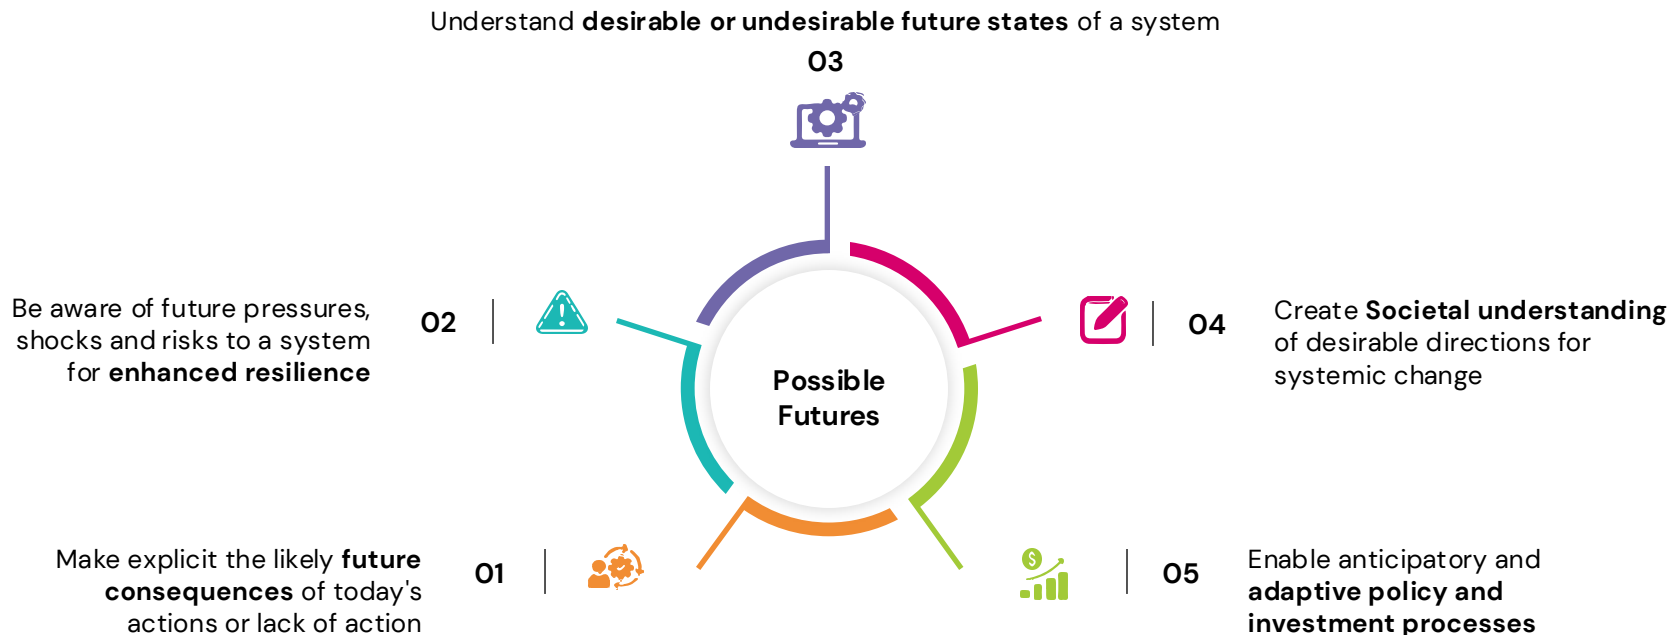 Understand desirable or undesirable future states of a system
03
Be aware of future pressures,
shocks and risks to a system
for enhanced resilience
02
04
Create Societal understanding
of desirable directions for
systemic change
Possible
Futures
Make explicit the likely future
consequences of today's
actions or lack of action
01
05
Enable anticipatory and
adaptive policy and
investment processes